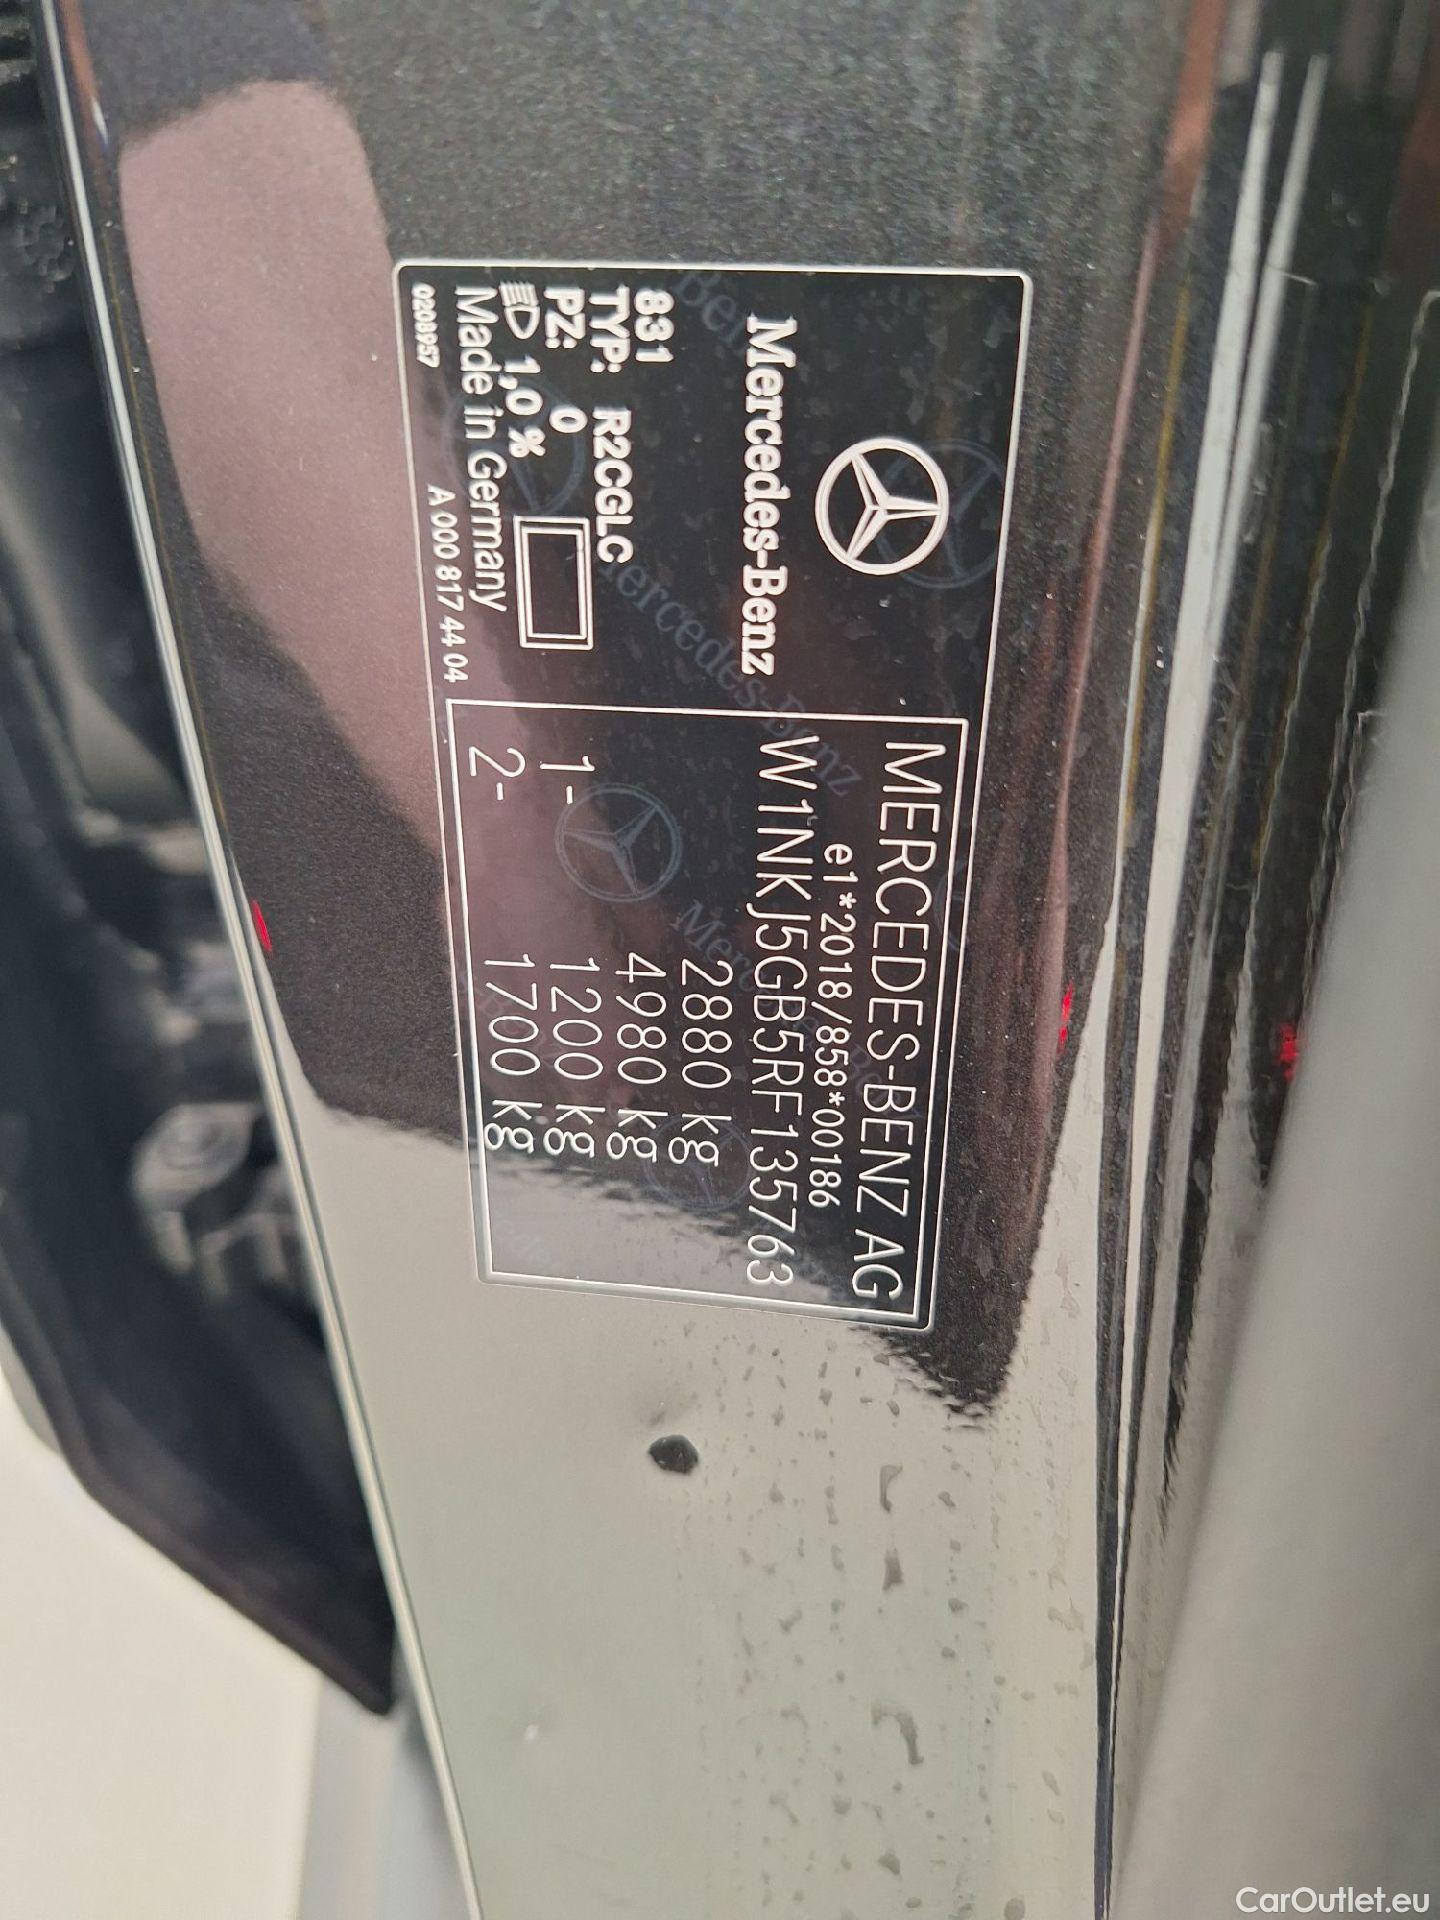 Mercedes-Benz
831
TYP: R2CGLC
PZ: 0
1,0 %
Made in Germany
0208957 A 000 817 44 04
MERCEDES-BENZ AG
e1*2018/858*00186
W1NKJ5GB5RF135763
2880 kg
4980 kg
1- 1200 kg
2- 1700 kg
CarOutlet.eu